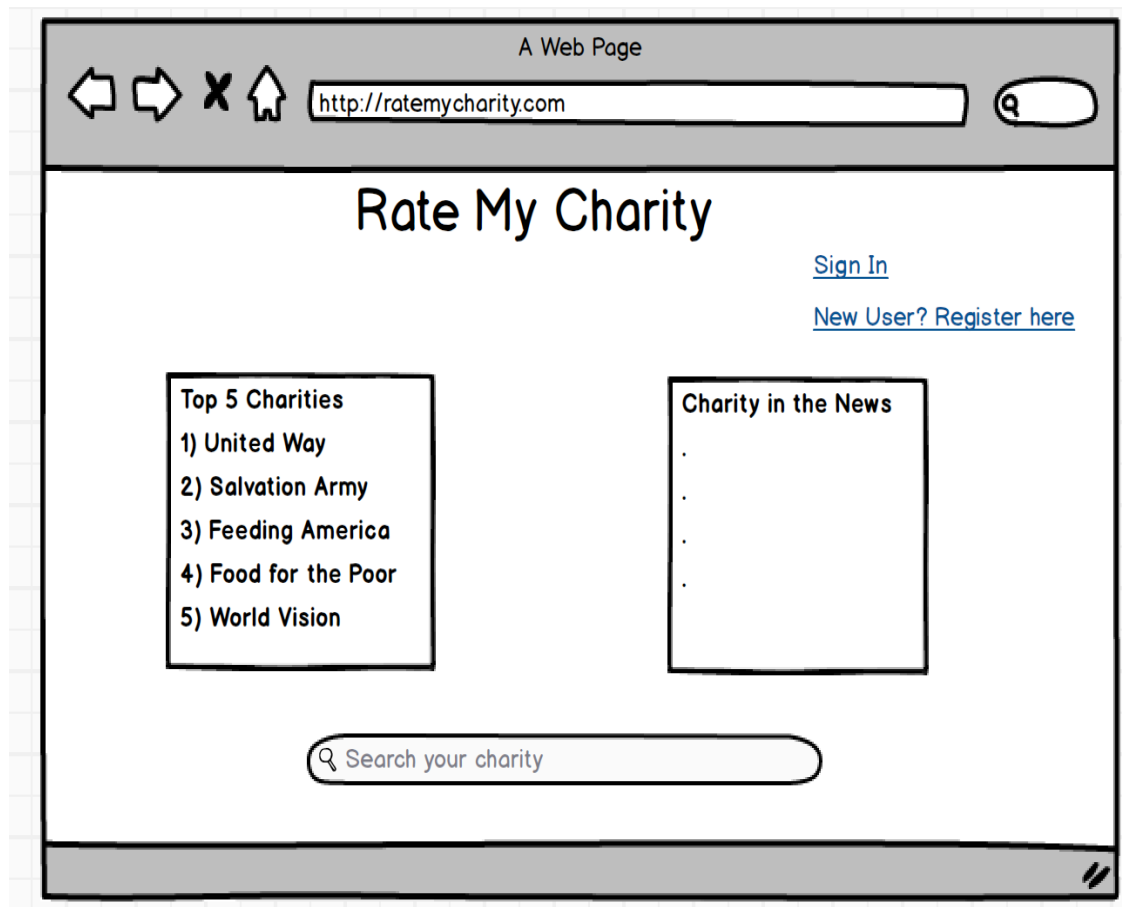 A Web Page
http://ratemycharity.com
Rate My Charity
Sign In
New User? Register here
Top 5 Charities
1) United Way
2) Salvation Army
3) Feeding America
4) Food for the Poor
5) World Vision
Charity in the News
.
.
.
.
Search your charity